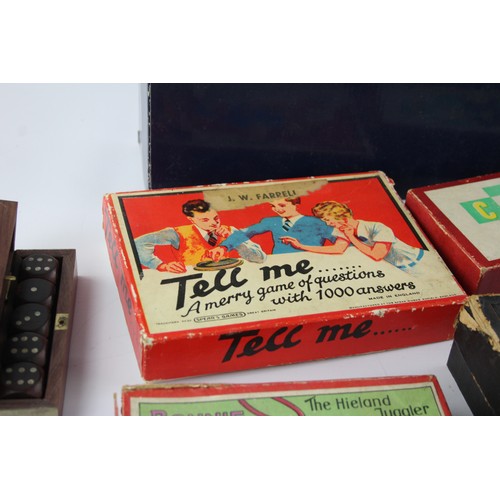 J. W. FARRELL
Tell me.......
A merry game of questions
with 1000 answers
MADE IN ENGLAND
SPEAR'S GAMES
Tell me......
The Hieland
Juggler
C